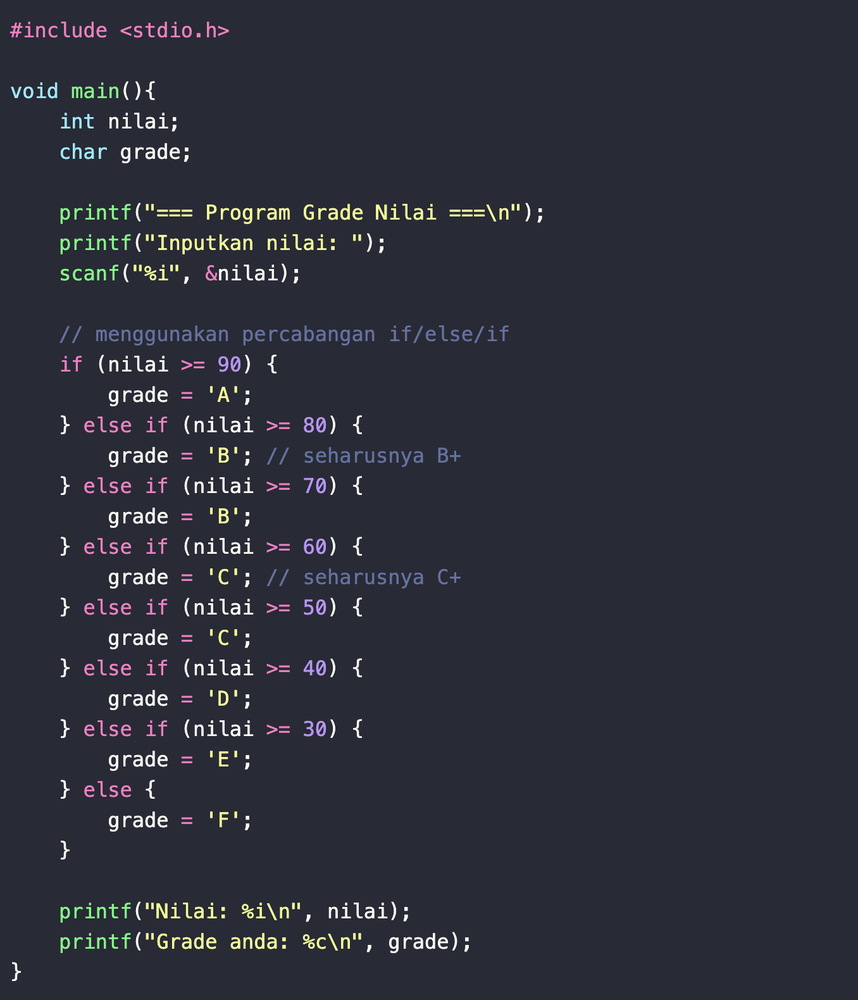 #include <stdio.h>

void main(){
    int nilai;
    char grade;

    printf("=== Program Grade Nilai ===\n");
    printf("Inputkan nilai: ");
    scanf("%i", &nilai);

    // menggunakan percabangan if/else/if
    if (nilai >= 90) {
        grade = 'A';
    } else if (nilai >= 80) {
        grade = 'B'; // seharusnya B+
    } else if (nilai >= 70) {
        grade = 'B';
    } else if (nilai >= 60) {
        grade = 'C'; // seharusnya C+
    } else if (nilai >= 50) {
        grade = 'C';
    } else if (nilai >= 40) {
        grade = 'D';
    } else if (nilai >= 30) {
        grade = 'E';
    } else {
        grade = 'F';
    }

    printf("Nilai: %i\n", nilai);
    printf("Grade anda: %c\n", grade);
}